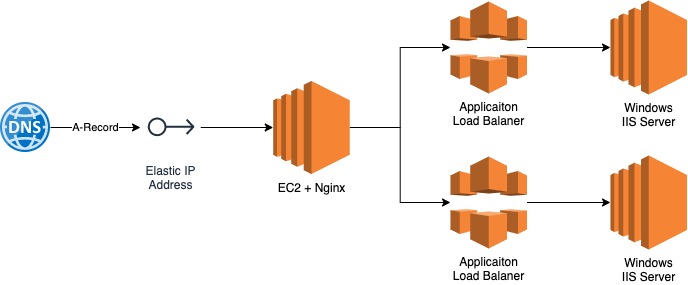 DNS
A-Record
Elastic IP
Address
EC2 + Nginx
Applicaiton
Load Balaner
Windows
IIS Server
Applicaiton
Load Balaner
Windows
IIS Server